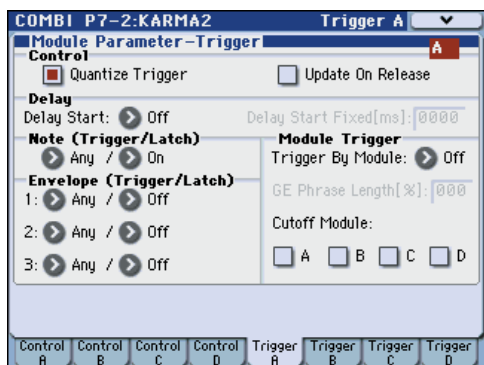 COMBI P7-2:KARMA2 Trigger A
Module Parameter-Trigger A
Control
Quantize Trigger Update On Release
Delay
Delay Start: Off Delay Start Fixed[ms]: 0000
Note (Trigger/Latch) Module Trigger
Any / On Trigger By Module: Off
Envelope (Trigger/Latch)
1: Any / Off GE Phrase Length[%]: 000
2: Any / Off Cutoff Module:
3: Any / Off A B C D
Control A Control B Control C Control D Trigger A Trigger B Trigger C Trigger D